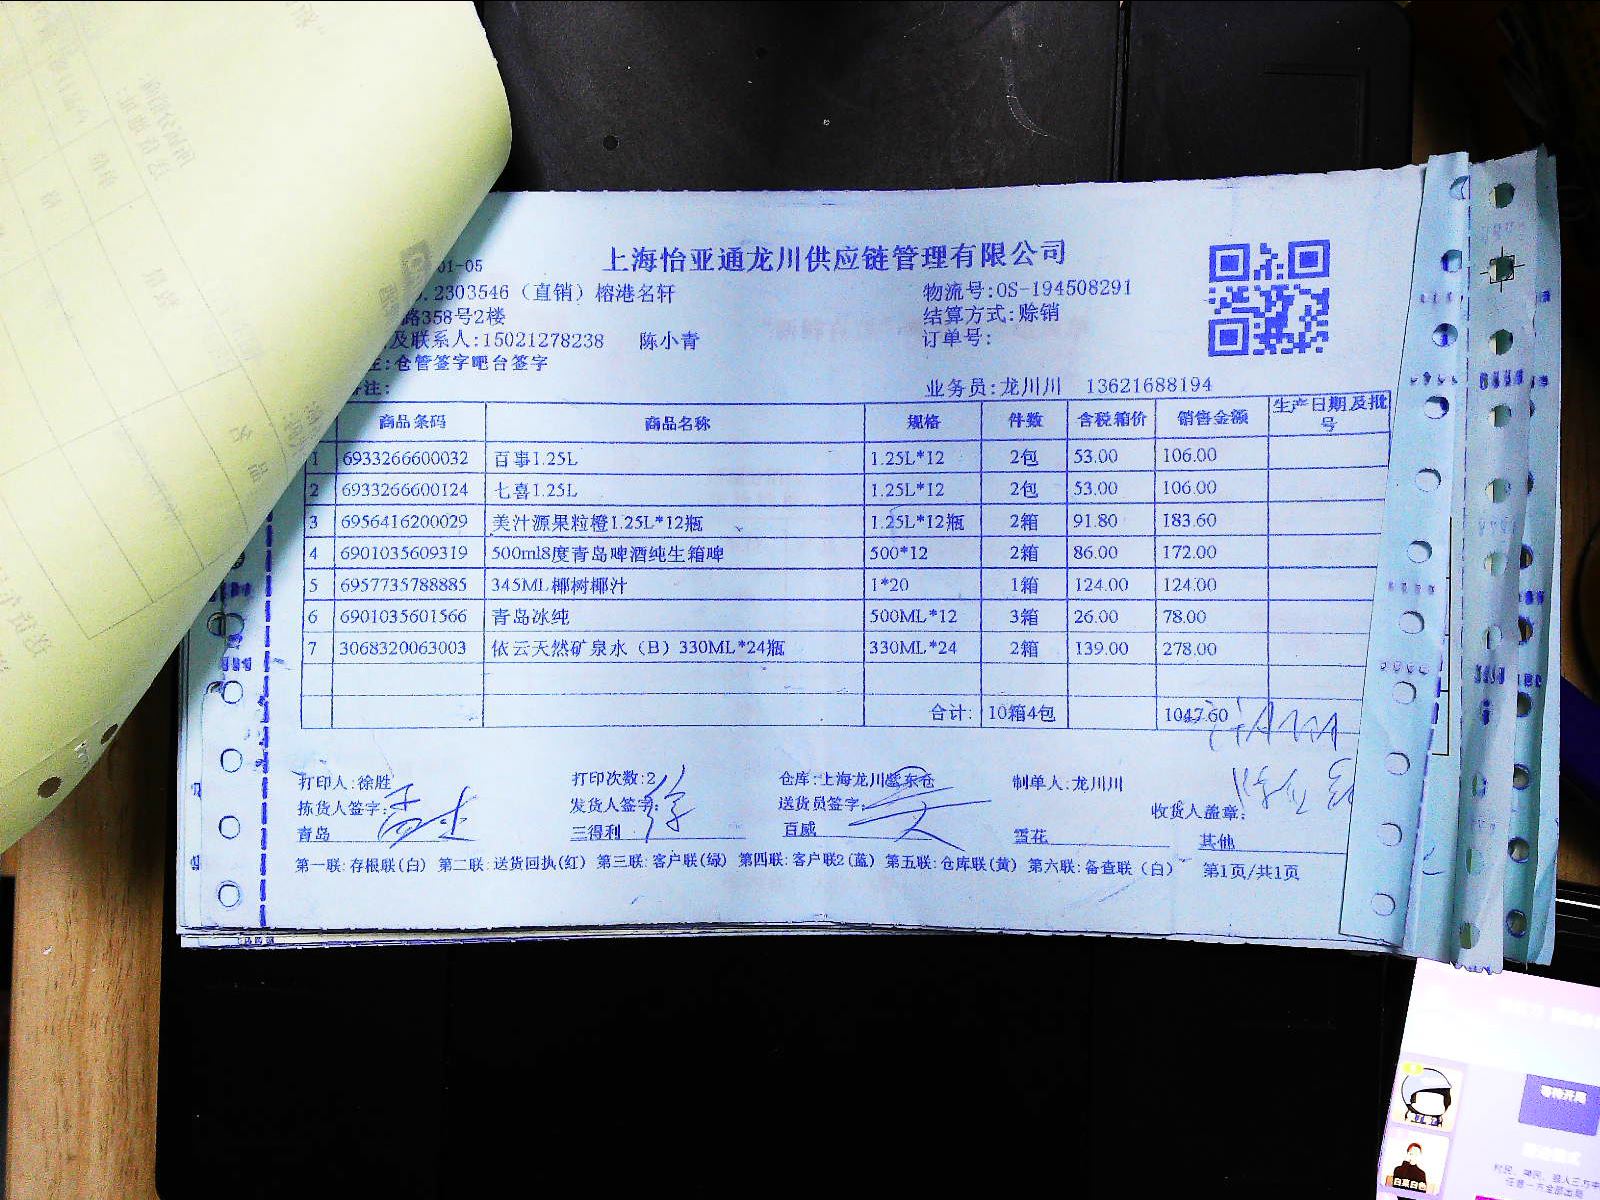 上海怡亚通龙川供应链管理有限公司
01-05
2303546（直销）榕港名轩
物流号:OS-194508291
路358号2楼
结算方式:赊销
及联系人:15021278238 陈小青
订单号:
仓管签字吧台签字
注:
业务员:龙川川 13621688194
商品条码 商品名称 规格 件数 含税箱价 销售金额 生产日期及批号
1 6933266600032 百事1.25L 1.25L*12 2包 53.00 106.00
2 6933266600124 七喜1.25L 1.25L*12 2包 53.00 106.00
3 6956416200029 美汁源果粒橙1.25L*12瓶 1.25L*12瓶 2箱 91.80 183.60
4 6901035609319 500ml8度青岛啤酒纯生箱啤 500*12 2箱 86.00 172.00
5 6957735788885 345ML椰树椰汁 1*20 1箱 124.00 124.00
6 6901035601566 青岛冰纯 500ML*12 3箱 26.00 78.00
7 3068320063003 依云天然矿泉水（B）330ML*24瓶 330ML*24 2箱 139.00 278.00
合计: 10箱4包 1047.60
打印人:徐胜 打印次数:2 仓库:上海龙川紫东仓 制单人:龙川川
拣货人签字: 发货人签字: 送货员签字: 收货人盖章:
青岛 三得利 百威 雪花 其他
第一联:存根联(白) 第二联:送货回执(红) 第三联:客户联(绿) 第四联:客户联2(蓝) 第五联:仓库联(黄) 第六联:备查联（白） 第1页/共1页